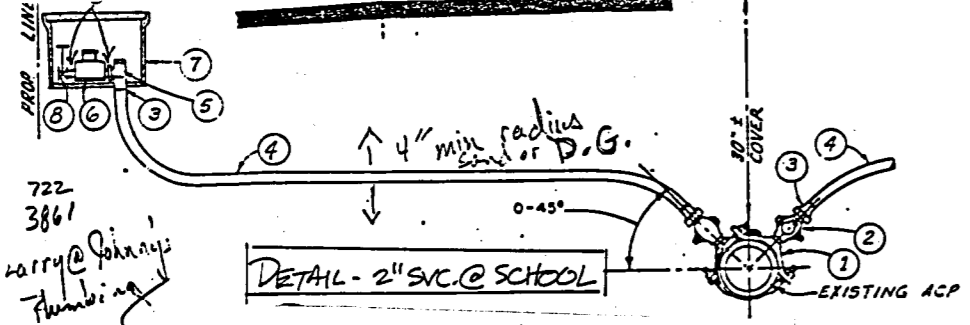 PROP LINE
7
8
6
3
5
4
4" min radius
sand or D.G.
30" ±
COVER
4
3
0-45°
2
1
722
3861
Larry @ Johnny's
Plumbing
DETAIL - 2" SVC. @ SCHOOL
EXISTING ACP